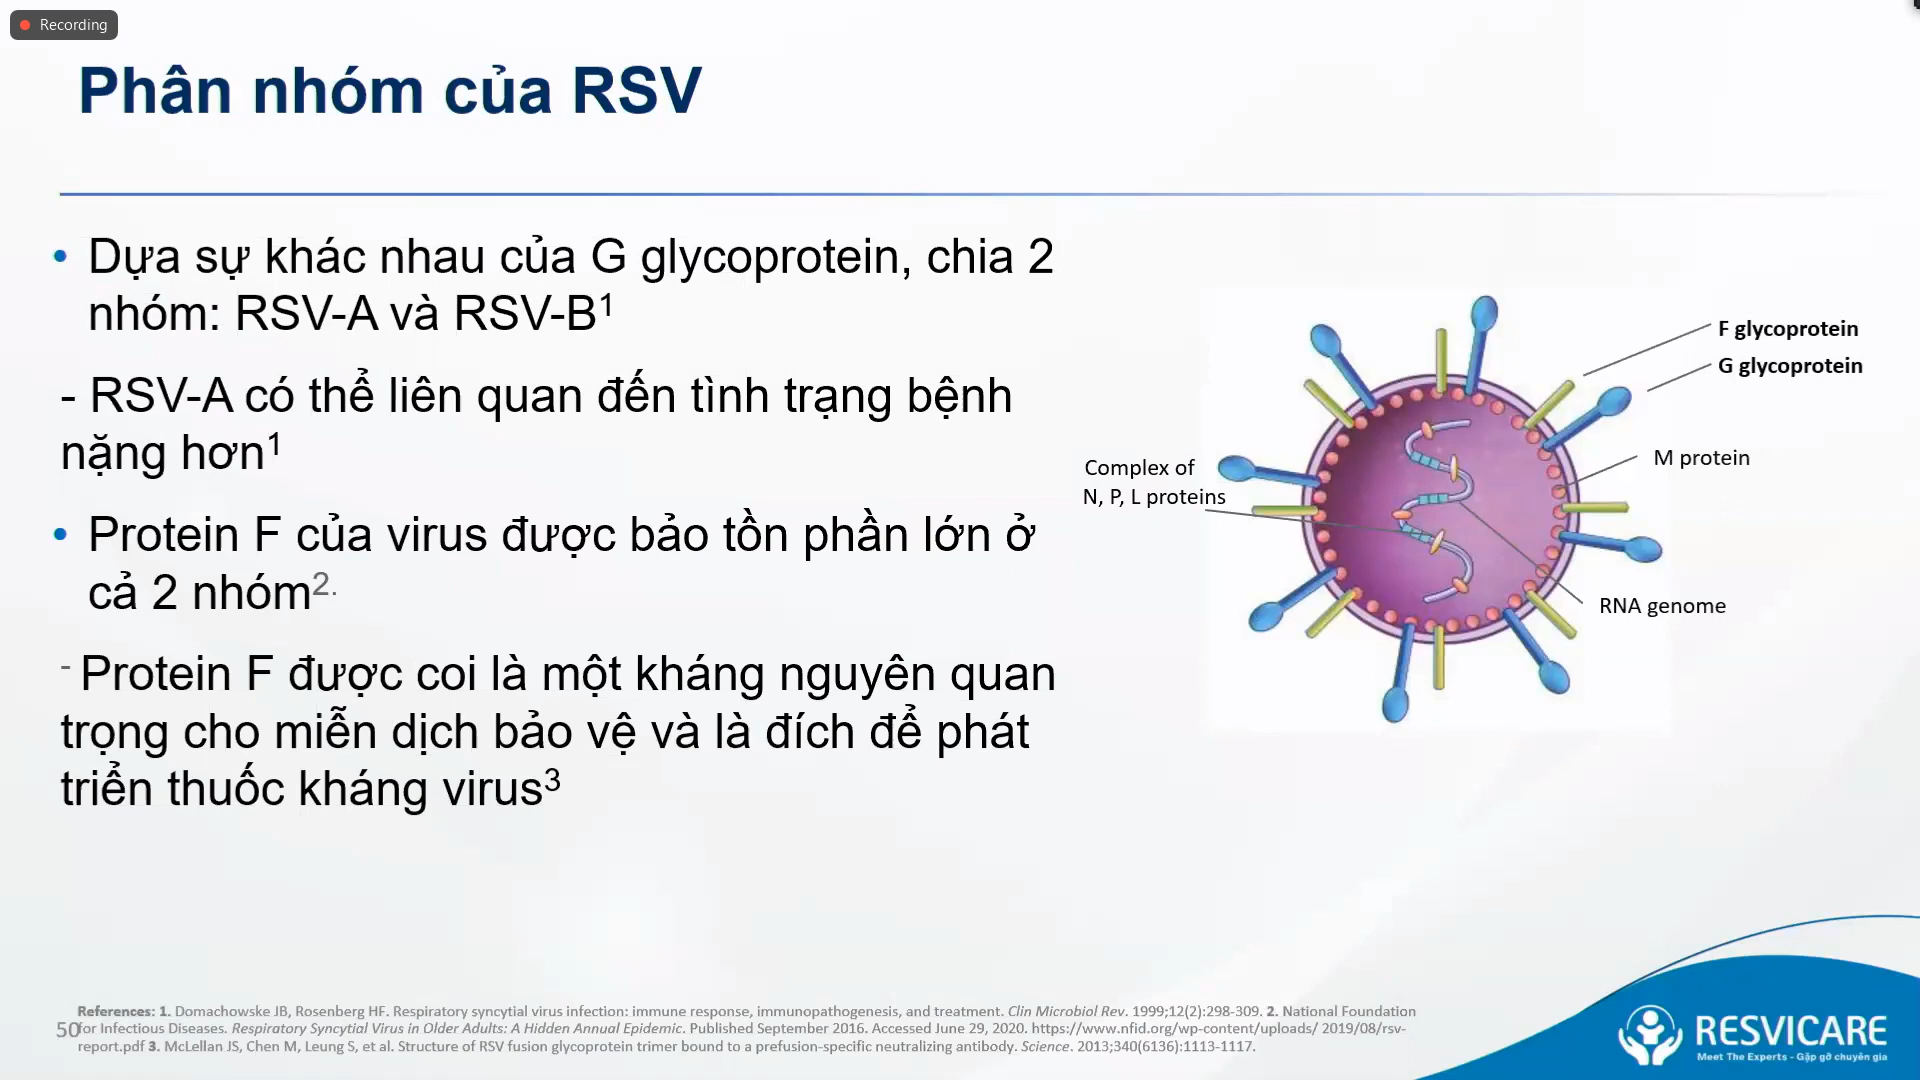 Recording
Phân nhóm của RSV
• Dựa sự khác nhau của G glycoprotein, chia 2
nhóm: RSV-A và RSV-B1
- RSV-A có thể liên quan đến tình trạng bệnh
nặng hơn1
• Protein F của virus được bảo tồn phần lớn ở
cả 2 nhóm2.
- Protein F được coi là một kháng nguyên quan
trọng cho miễn dịch bảo vệ và là đích để phát
triển thuốc kháng virus3
F glycoprotein
G glycoprotein
M protein
Complex of
N, P, L proteins
RNA genome
References: 1. Domachowske JB, Rosenberg HF. Respiratory syncytial virus infection: immune response, immunopathogenesis, and treatment. Clin Microbiol Rev. 1999;12(2):298-309. 2. National Foundation
for Infectious Diseases. Respiratory Syncytial Virus in Older Adults: A Hidden Annual Epidemic. Published September 2016. Accessed June 29, 2020. https://www.nfid.org/wp-content/uploads/ 2019/08/rsv-
report.pdf 3. McLellan JS, Chen M, Leung S, et al. Structure of RSV fusion glycoprotein trimer bound to a prefusion-specific neutralizing antibody. Science. 2013;340(6136):1113-1117.
50
RESVICARE
Meet The Experts - Gặp gỡ chuyên gia